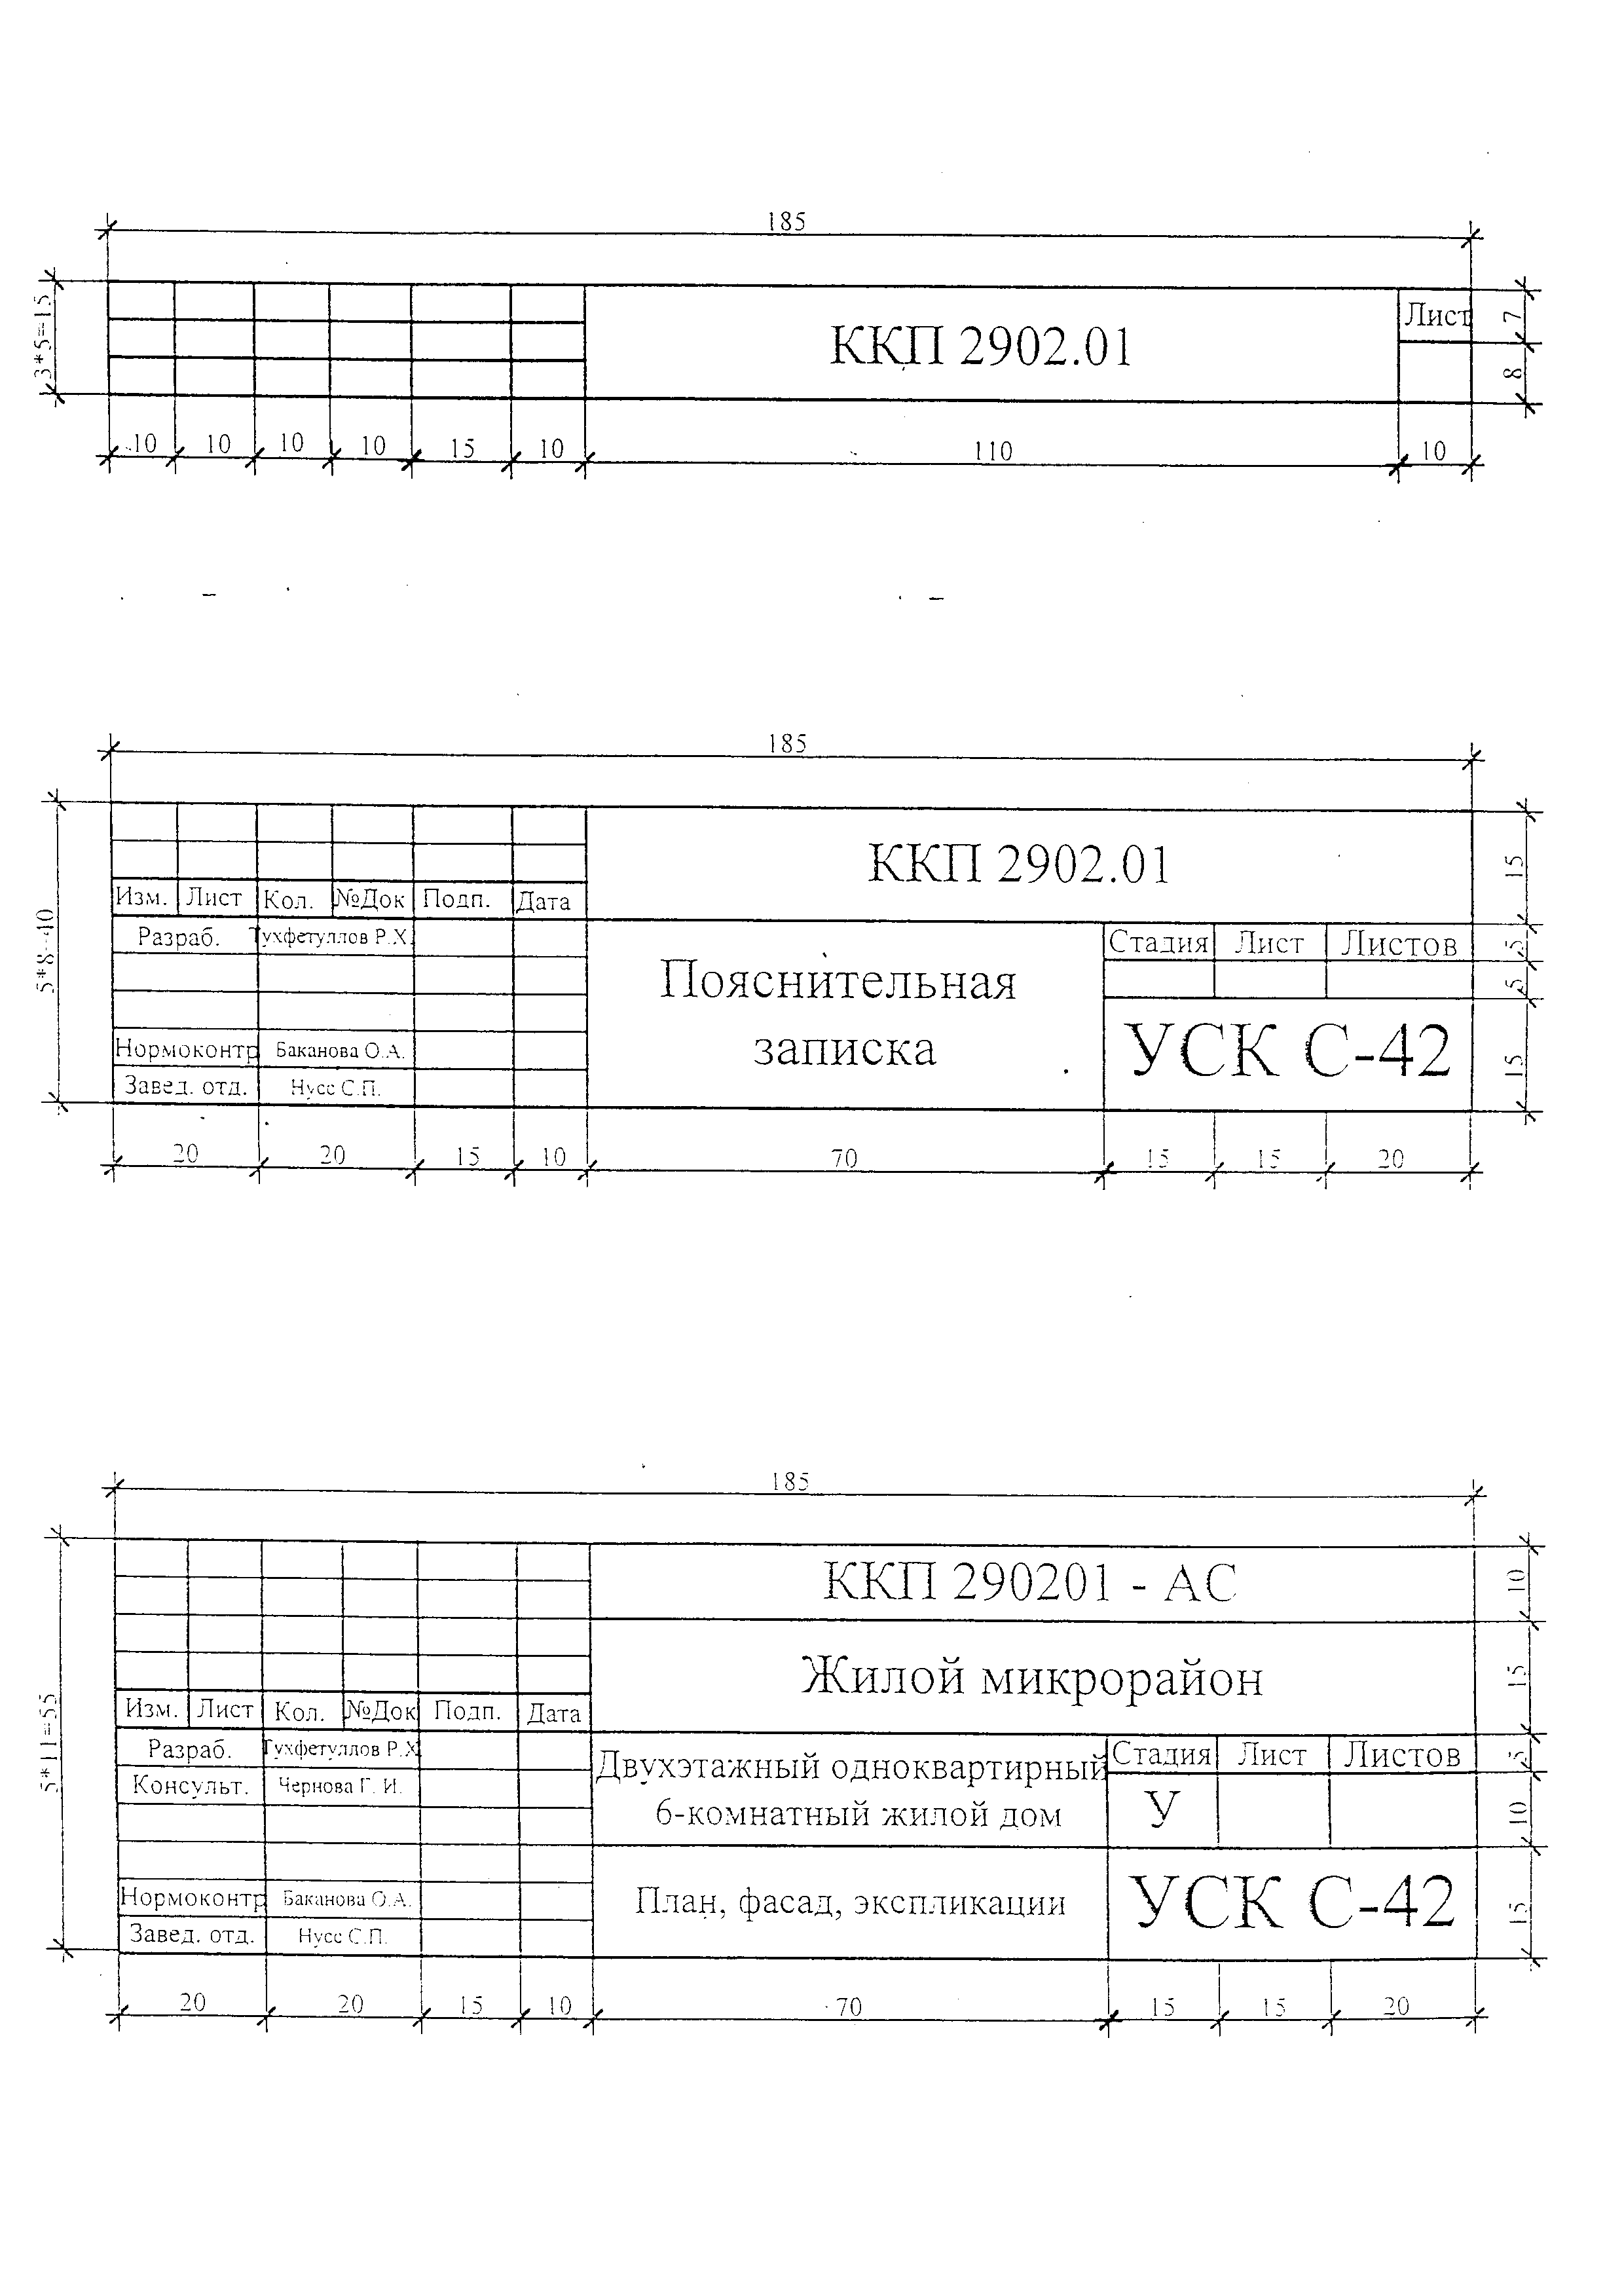 185
3*5=15
ККП 2902.01
Лист
7
8
10 10 10 10 15 10 110 10
185
5*8=40
ККП 2902.01
15
Изм. Лист Кол. №Док Подп. Дата
Разраб. Тухфетуллов Р.Х.
Стадия Лист Листов
5
Пояснительная
записка
5
Нормоконтр Баканова О.А.
УСК С-42
15
Завед. отд. Нусс С.П.
20 20 15 10 70 15 15 20
185
5*11=55
ККП 290201 - АС
10
Жилой микрорайон
15
Изм. Лист Кол. №Док Подп. Дата
Разраб. Тухфетуллов Р.Х.
Двухэтажный одноквартирный
Стадия Лист Листов
5
Консульт. Чернова Г. И.
6-комнатный жилой дом
У
10
Нормоконтр Баканова О.А.
План, фасад, экспликации
УСК С-42
15
Завед. отд. Нусс С.П.
20 20 15 10 70 15 15 20